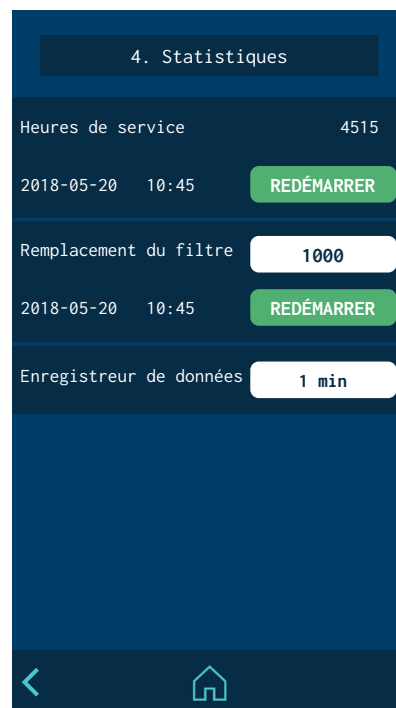 4. Statistiques
Heures de service 4515
2018-05-20 10:45 REDÉMARRER
Remplacement du filtre 1000
2018-05-20 10:45 REDÉMARRER
Enregistreur de données 1 min